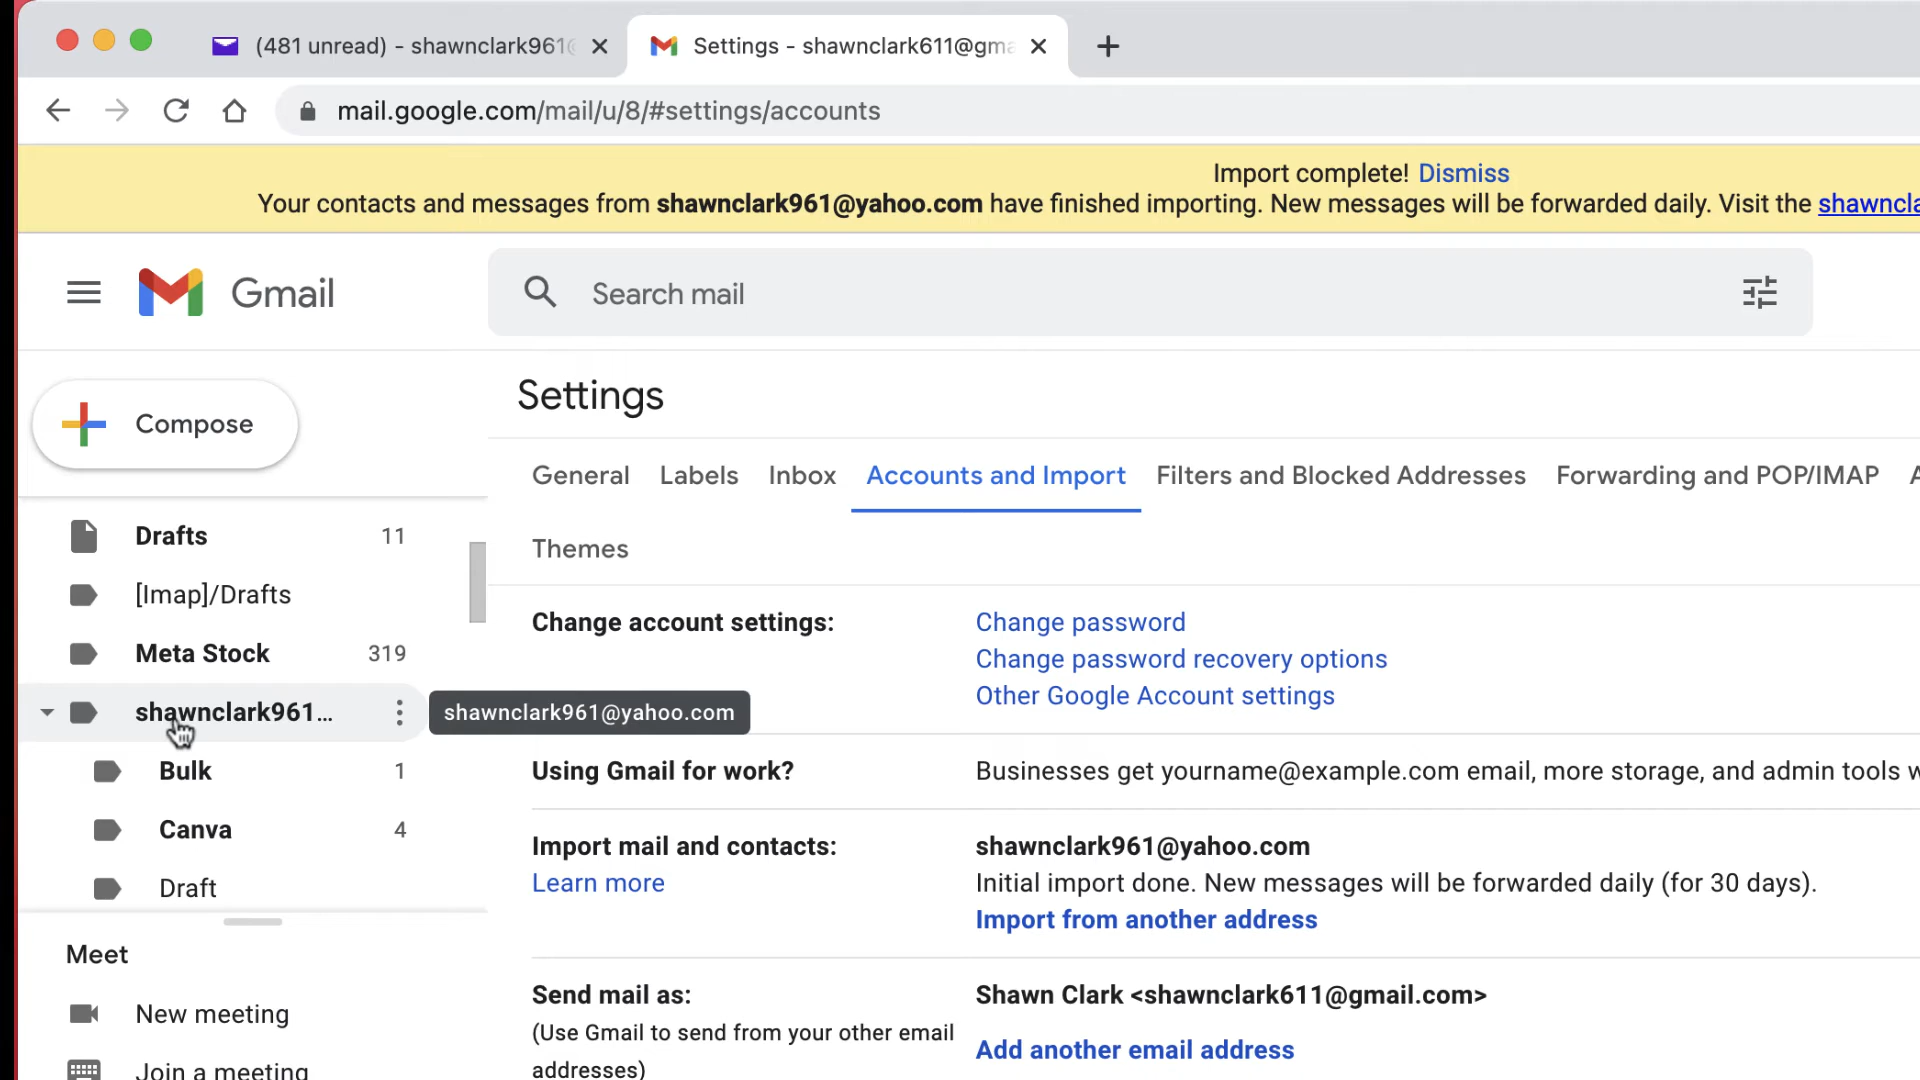 (481 unread) - shawnclark961@
Settings - shawnclark611@gma
mail.google.com/mail/u/8/#settings/accounts
Import complete! Dismiss
Your contacts and messages from shawnclark961@yahoo.com have finished importing. New messages will be forwarded daily. Visit the shawncla
Gmail
Search mail
Compose
Settings
General Labels Inbox Accounts and Import Filters and Blocked Addresses Forwarding and POP/IMAP A
Themes
Drafts 11
[Imap]/Drafts
Meta Stock 319
shawnclark961...
shawnclark961@yahoo.com
Bulk 1
Canva 4
Draft
Meet
New meeting
Join a meeting
Change account settings:
Change password
Change password recovery options
Other Google Account settings
Using Gmail for work?
Businesses get yourname@example.com email, more storage, and admin tools w
Import mail and contacts:
Learn more
shawnclark961@yahoo.com
Initial import done. New messages will be forwarded daily (for 30 days).
Import from another address
Send mail as:
(Use Gmail to send from your other email
addresses)
Shawn Clark <shawnclark611@gmail.com>
Add another email address